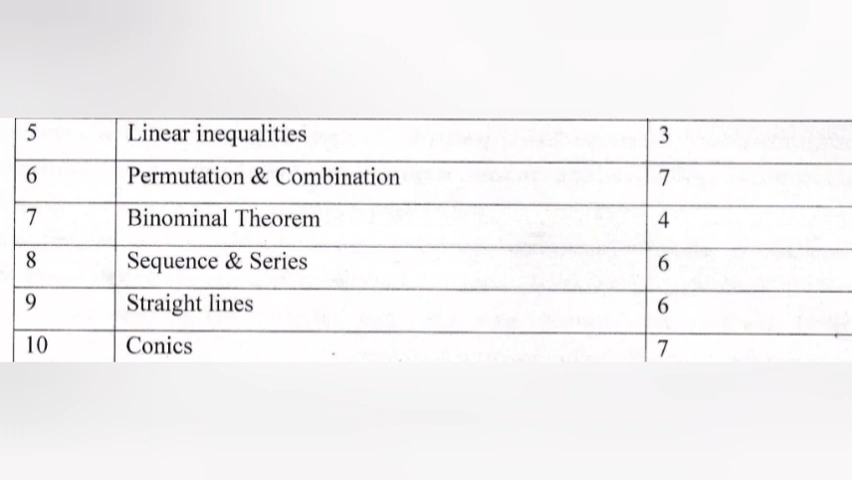 5 Linear inequalities 3
6 Permutation & Combination 7
7 Binominal Theorem 4
8 Sequence & Series 6
9 Straight lines 6
10 Conics 7